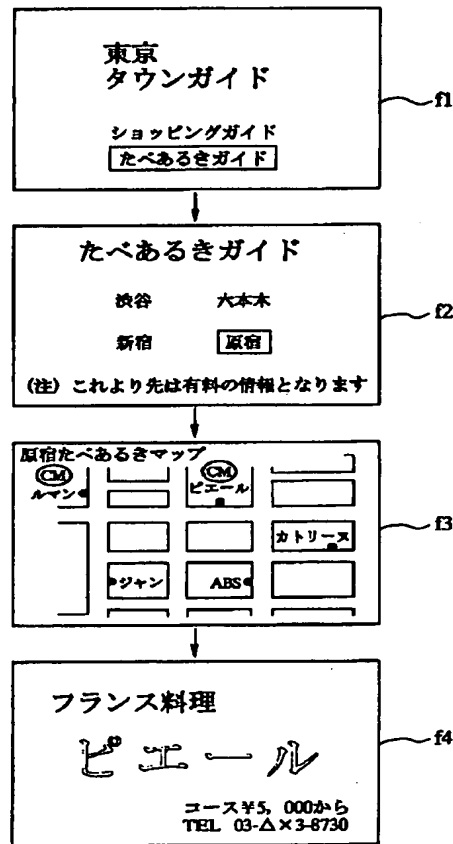 東京
タウンガイド
ショッピングガイド
たべあるきガイド
f1
たべあるきガイド
渋谷 六本木
新宿 原宿
(注) これより先は有料の情報となります
f2
原宿たべあるきマップ
CM CM
ルマン ピエール
カトリーヌ
ジャン ABS
f3
フランス料理
ピエール
コース¥5,000から
TEL 03-△×3-8730
f4